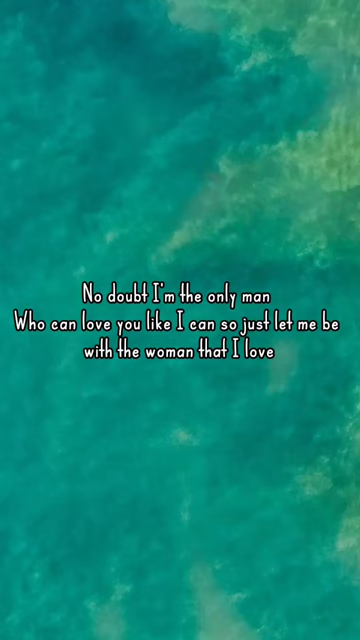 No doubt I'm the only man
Who can love you like I can so just let me be
with the woman that I love